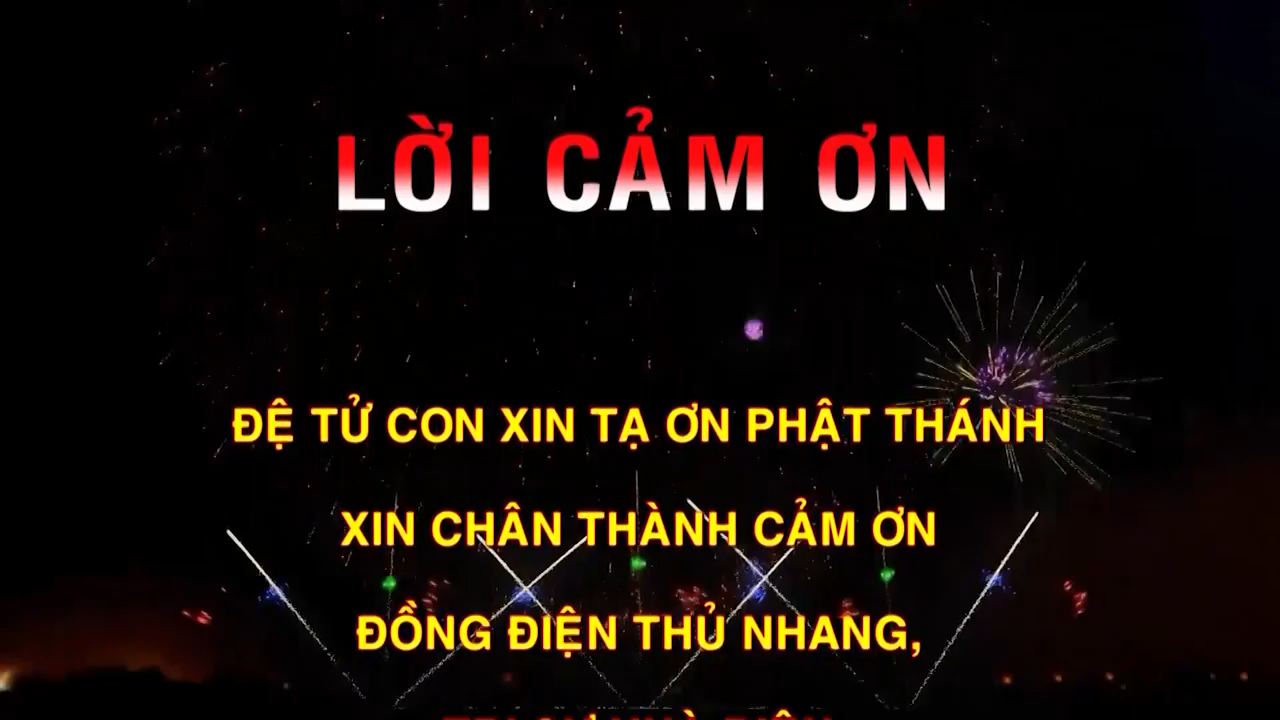 LỜI CẢM ƠN
ĐỆ TỬ CON XIN TẠ ƠN PHẬT THÁNH
XIN CHÂN THÀNH CẢM ƠN
ĐỒNG ĐIỆN THỦ NHANG,